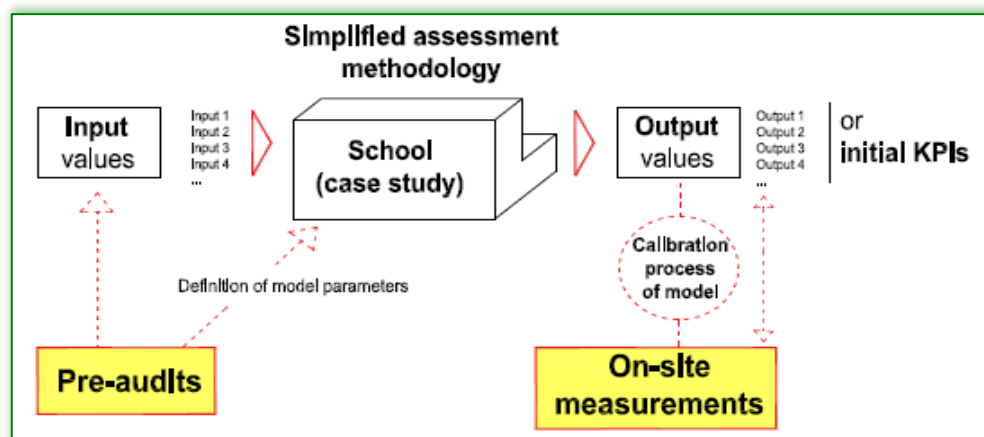 Simplified assessment
methodology
Input
values
Input 1
Input 2
Input 3
Input 4
...
School
(case study)
Output
values
Output 1
Output 2
Output 3
Output 4
...
or
initial KPIs
Definition of model parameters
Calibration
process
of model
Pre-audits
On-site
measurements